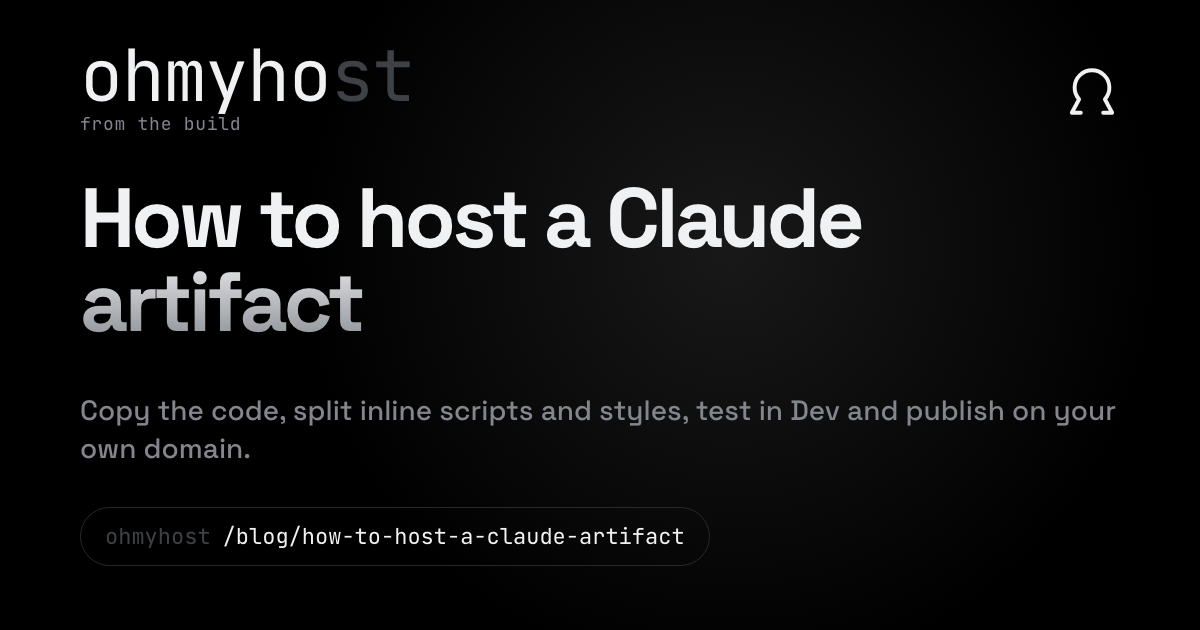 ohmyhost
from the build
How to host a Claude
artifact
Copy the code, split inline scripts and styles, test in Dev and publish on your
own domain.
ohmyhost /blog/how-to-host-a-claude-artifact